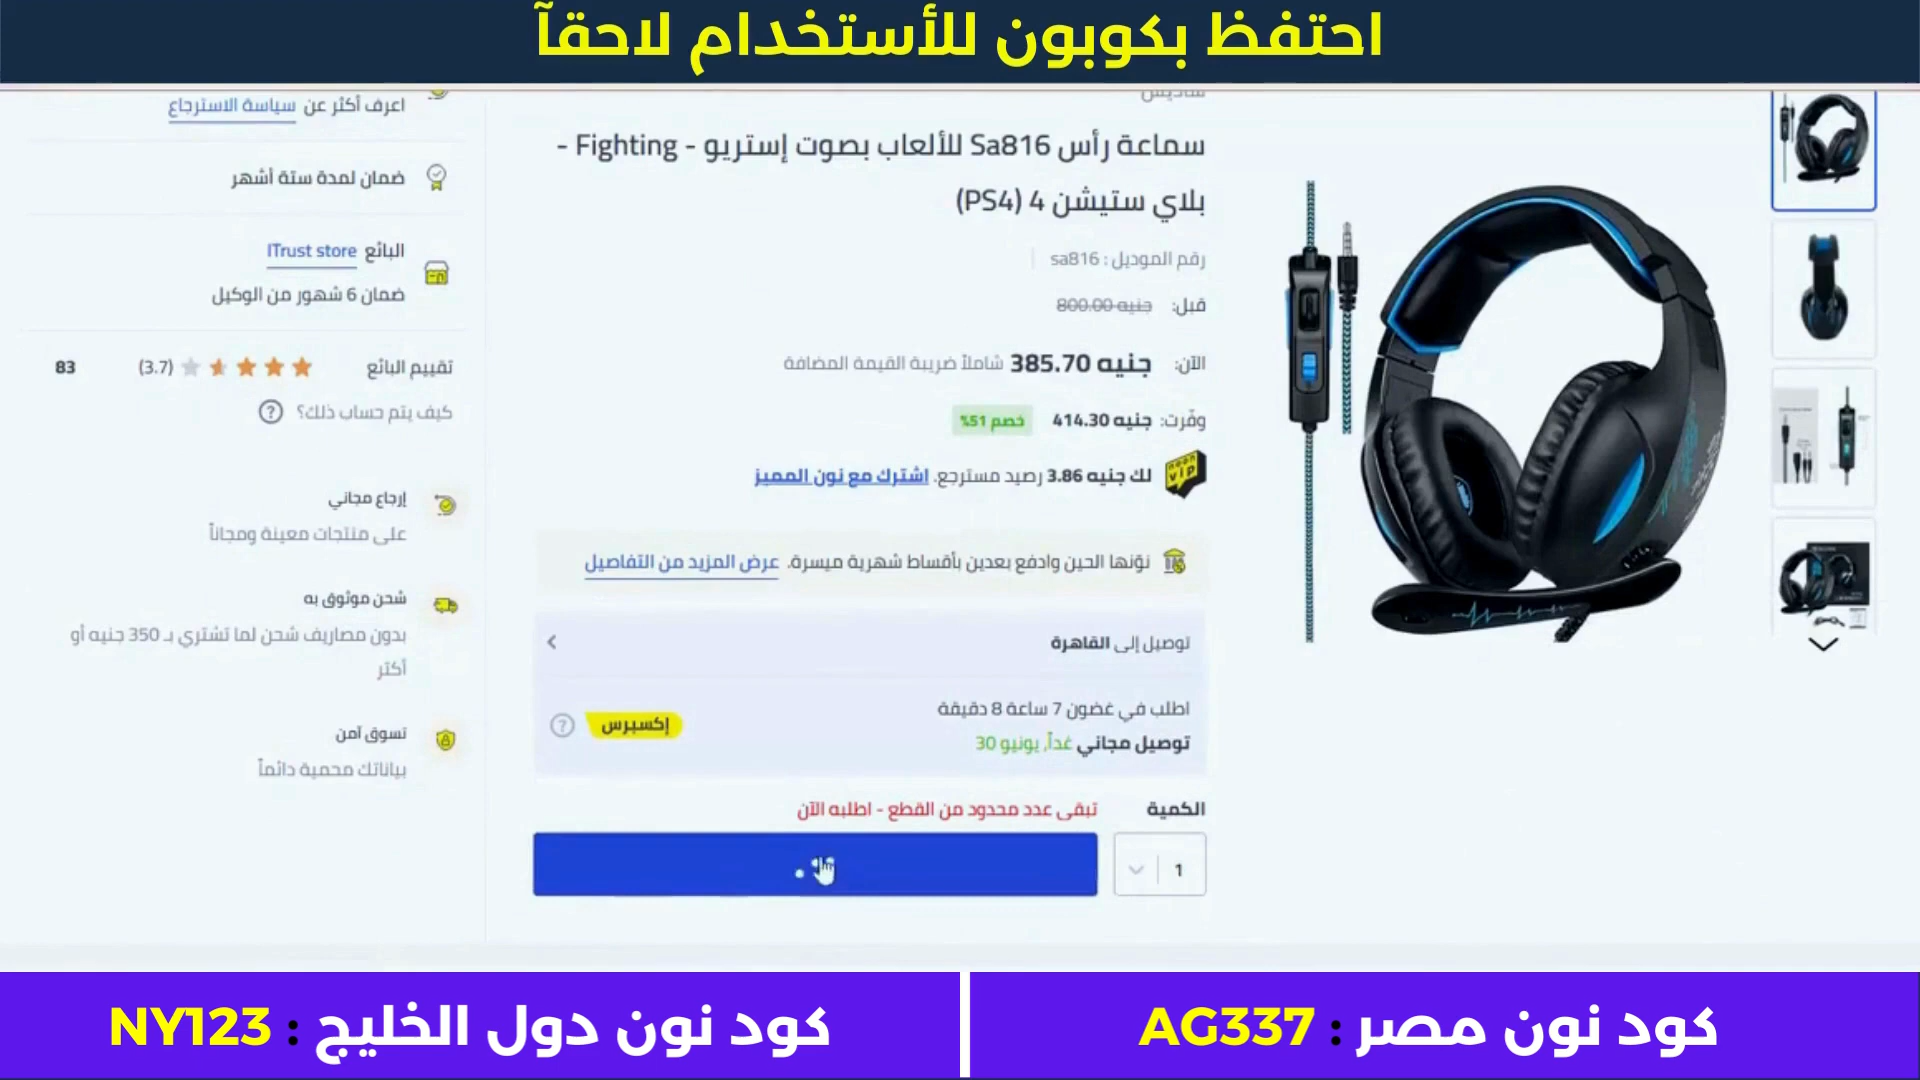 احتفظ بكوبون للأستخدام لاحقآ
ساديس
سماعة رأس Sa816 للألعاب بصوت إستريو - Fighting -
بلاي ستيشن 4 (PS4)
رقم الموديل : sa816
قبل: جنيه 800.00
الآن: جنيه 385.70 شاملاً ضريبة القيمة المضافة
وفّرت: جنيه 414.30 خصم 51%
noon vip لك جنيه 3.86 رصيد مسترجع. اشترك مع نون المميز
نوّنها الحين وادفع بعدين بأقساط شهرية ميسرة. عرض المزيد من التفاصيل
توصيل إلى القاهرة
اطلب في غضون 7 ساعة 8 دقيقة
توصيل مجاني غداً, يونيو 30
إكسبرس
الكمية تبقى عدد محدود من القطع - اطلبه الآن
1
اعرف أكثر عن سياسة الاسترجاع
ضمان لمدة ستة أشهر
البائع ITrust store
ضمان 6 شهور من الوكيل
تقييم البائع (3.7) 83
كيف يتم حساب ذلك؟
إرجاع مجاني
على منتجات معينة ومجاناً
شحن موثوق به
بدون مصاريف شحن لما تشتري بـ 350 جنيه أو
أكثر
تسوق آمن
بياناتك محمية دائماً
كود نون مصر : AG337
كود نون دول الخليج : NY123